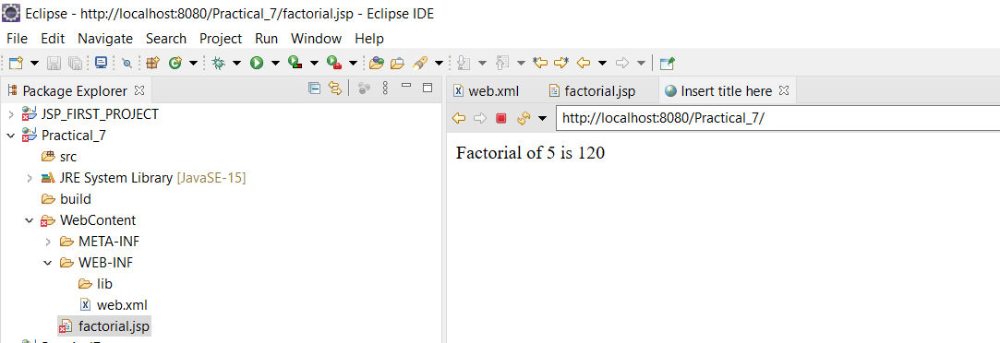 Eclipse - http://localhost:8080/Practical_7/factorial.jsp - Eclipse IDE
File Edit Navigate Search Project Run Window Help
Package Explorer
JSP_FIRST_PROJECT
Practical_7
src
JRE System Library [JavaSE-15]
build
WebContent
META-INF
WEB-INF
lib
web.xml
factorial.jsp
web.xml factorial.jsp Insert title here
http://localhost:8080/Practical_7/
Factorial of 5 is 120